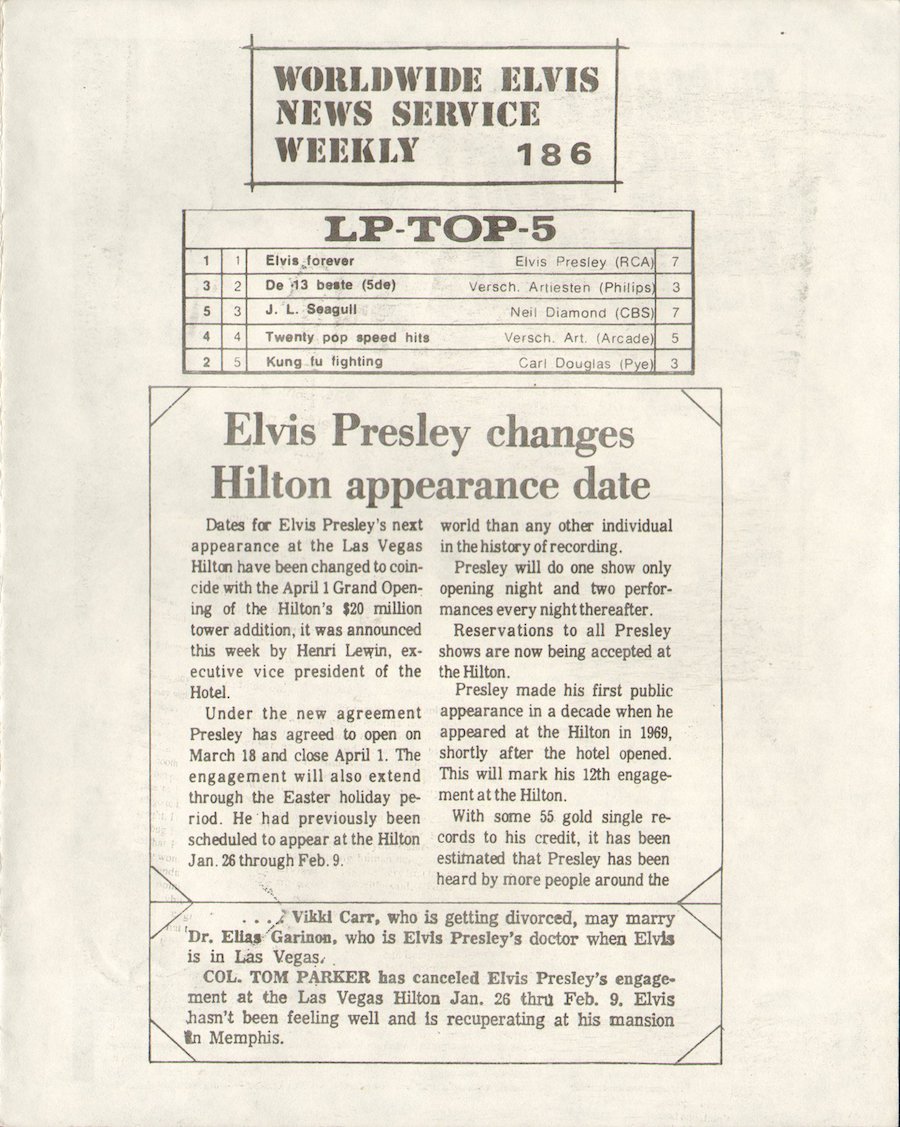 WORLDWIDE ELVIS
NEWS SERVICE
WEEKLY 186
LP-TOP-5
1 1 Elvis forever Elvis Presley (RCA) 7
3 2 De 13 beste (5de) Versch. Artiesten (Philips) 3
5 3 J. L. Seagull Neil Diamond (CBS) 7
4 4 Twenty pop speed hits Versch. Art. (Arcade) 5
2 5 Kung fu fighting Carl Douglas (Pye) 3
Elvis Presley changes
Hilton appearance date
Dates for Elvis Presley's next
appearance at the Las Vegas
Hilton have been changed to coin-
cide with the April 1 Grand Open-
ing of the Hilton's $20 million
tower addition, it was announced
this week by Henri Lewin, ex-
ecutive vice president of the
Hotel.
Under the new agreement
Presley has agreed to open on
March 18 and close April 1. The
engagement will also extend
through the Easter holiday pe-
riod. He had previously been
scheduled to appear at the Hilton
Jan. 26 through Feb. 9.
world than any other individual
in the history of recording.
Presley will do one show only
opening night and two perfor-
mances every night thereafter.
Reservations to all Presley
shows are now being accepted at
the Hilton.
Presley made his first public
appearance in a decade when he
appeared at the Hilton in 1969,
shortly after the hotel opened.
This will mark his 12th engage-
ment at the Hilton.
With some 55 gold single re-
cords to his credit, it has been
estimated that Presley has been
heard by more people around the
. . . . Vikki Carr, who is getting divorced, may marry
Dr. Elias Garinon, who is Elvis Presley's doctor when Elvis
is in Las Vegas.
COL. TOM PARKER has canceled Elvis Presley's engage-
ment at the Las Vegas Hilton Jan. 26 thru Feb. 9. Elvis
hasn't been feeling well and is recuperating at his mansion
in Memphis.